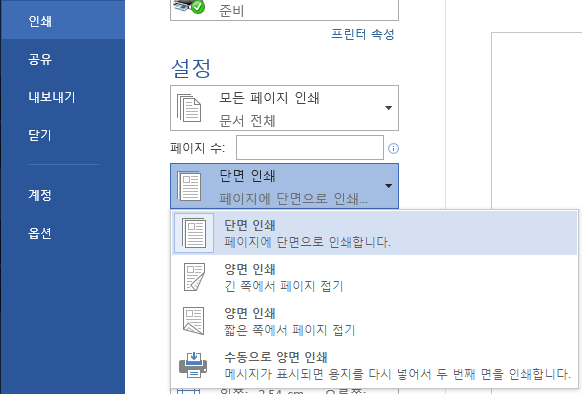 인쇄
공유
내보내기
닫기
계정
옵션
준비
프린터 속성
설정
모든 페이지 인쇄
문서 전체
페이지 수:
단면 인쇄
페이지에 단면으로 인쇄...
단면 인쇄
페이지에 단면으로 인쇄합니다.
양면 인쇄
긴 쪽에서 페이지 접기
양면 인쇄
짧은 쪽에서 페이지 접기
수동으로 양면 인쇄
메시지가 표시되면 용지를 다시 넣어서 두 번째 면을 인쇄합니다.